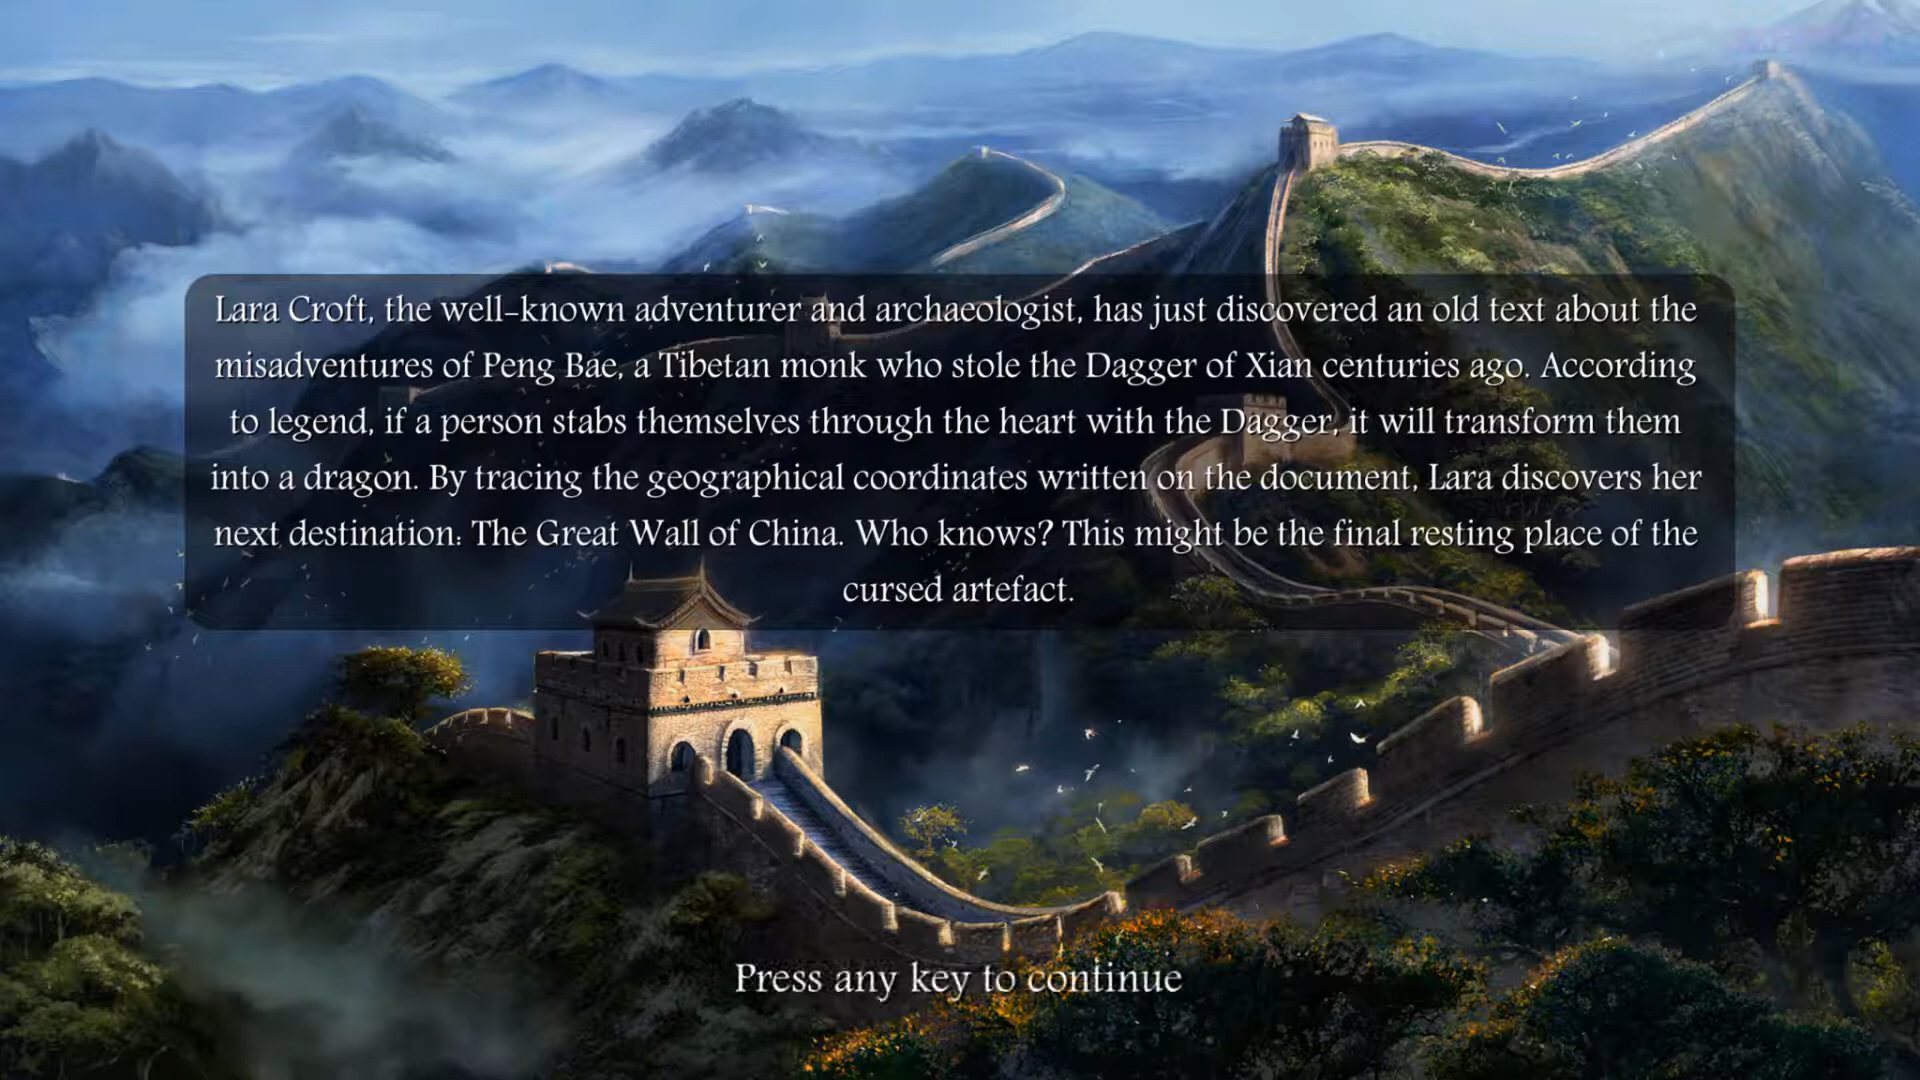 Lara Croft, the well-known adventurer and archaeologist, has just discovered an old text about the
misadventures of Peng Bae, a Tibetan monk who stole the Dagger of Xian centuries ago. According
to legend, if a person stabs themselves through the heart with the Dagger, it will transform them
into a dragon. By tracing the geographical coordinates written on the document, Lara discovers her
next destination: The Great Wall of China. Who knows? This might be the final resting place of the
cursed artefact.
Press any key to continue